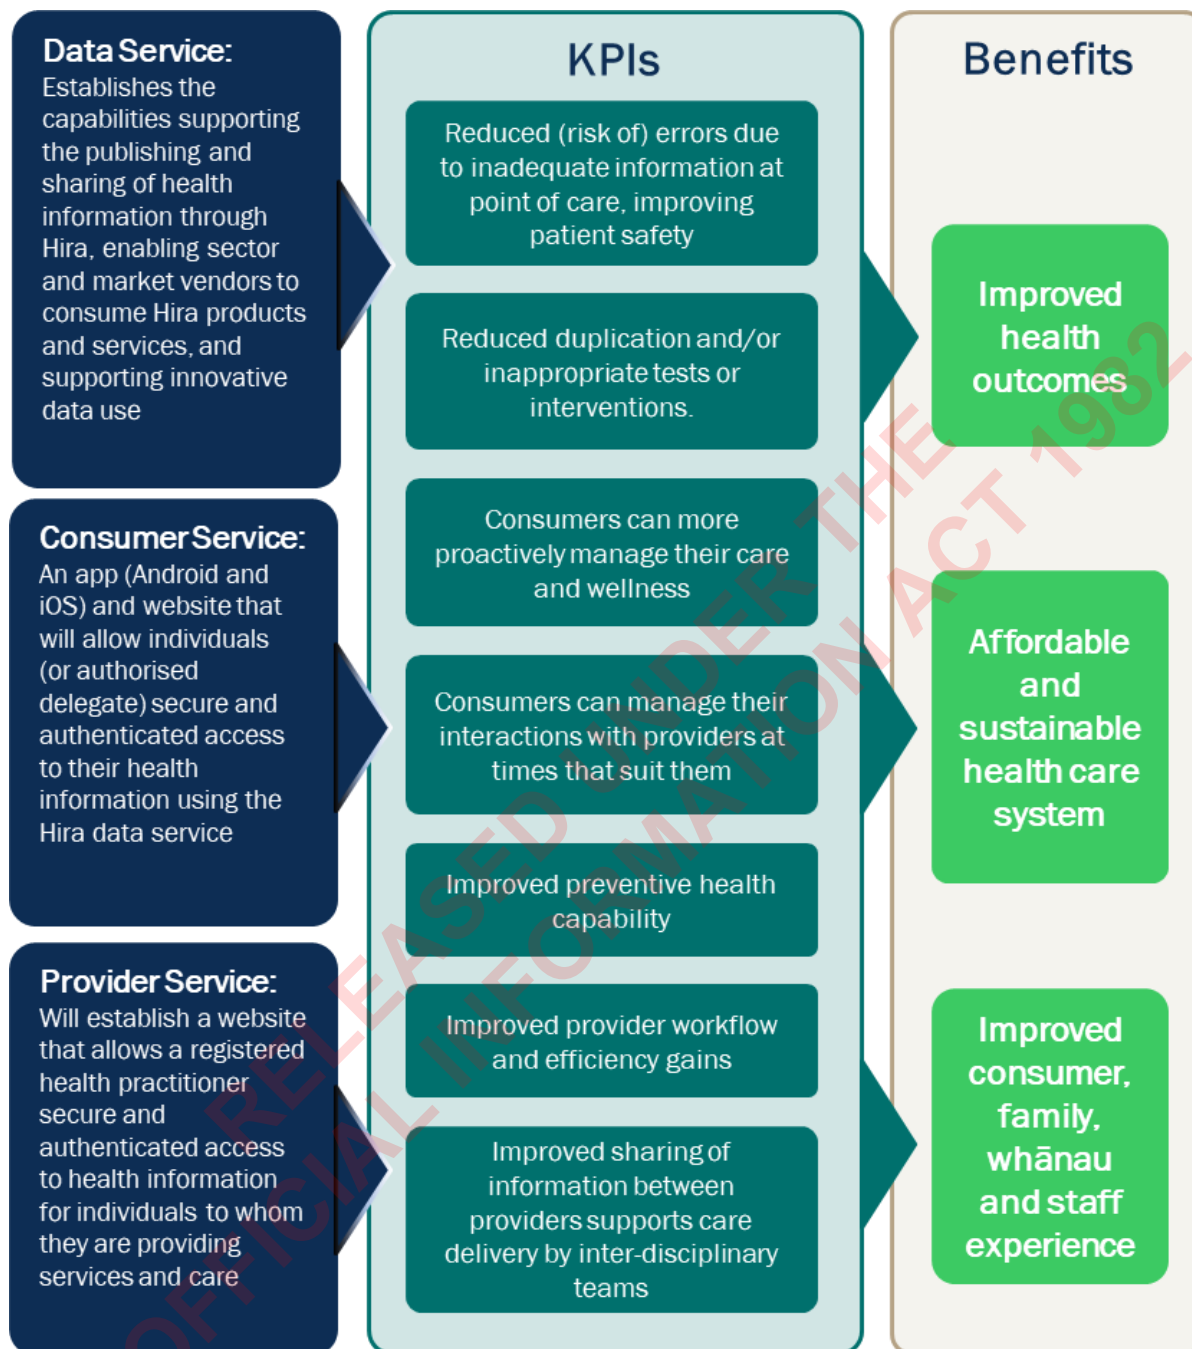 Data Service:
Establishes the
capabilities supporting
the publishing and
sharing of health
information through
Hira, enabling sector
and market vendors to
consume Hira products
and services, and
supporting innovative
data use
Consumer Service:
An app (Android and
iOS) and website that
will allow individuals
(or authorised
delegate) secure and
authenticated access
to their health
information using the
Hira data service
Provider Service:
Will establish a website
that allows a registered
health practitioner
secure and
authenticated access
to health information
for individuals to whom
they are providing
services and care
KPIs
Reduced (risk of) errors due
to inadequate information at
point of care, improving
patient safety
Reduced duplication and/or
inappropriate tests or
interventions.
Consumers can more
proactively manage their care
and wellness
Consumers can manage their
interactions with providers at
times that suit them
Improved preventive health
capability
Improved provider workflow
and efficiency gains
Improved sharing of
information between
providers supports care
delivery by inter-disciplinary
teams
Benefits
Improved
health
outcomes
Affordable
and
sustainable
health care
system
Improved
consumer,
family,
whānau
and staff
experience
RELEASED UNDER THE
OFFICIAL INFORMATION ACT 1982